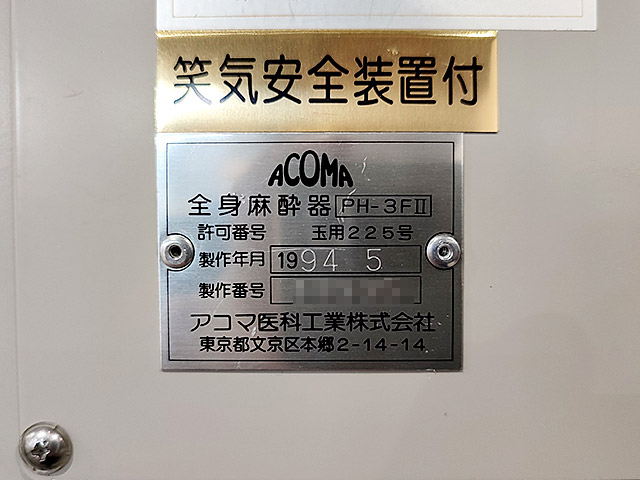 笑気安全装置付
ACOMA
全身麻酔器 PH-3FⅡ
許可番号 玉用225号
製作年月 1994 5
製作番号
アコマ医科工業株式会社
東京都文京区本郷2-14-14